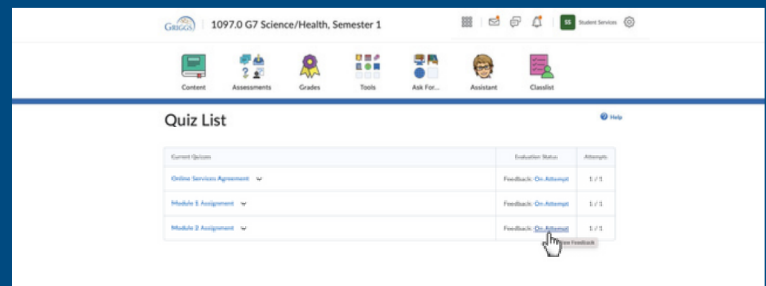 GRIGGS 1097.0 G7 Science/Health, Semester 1 SS Student Services
Content Assessments Grades Tools Ask For... Assistant Classlist
Quiz List Help
Current Quizzes Evaluation Status Attempts
Online Services Agreement Feedback: On Attempt 1 / 1
Module 1 Assignment Feedback: On Attempt 1 / 1
Module 2 Assignment Feedback: On Attempt 1 / 1
Feedback